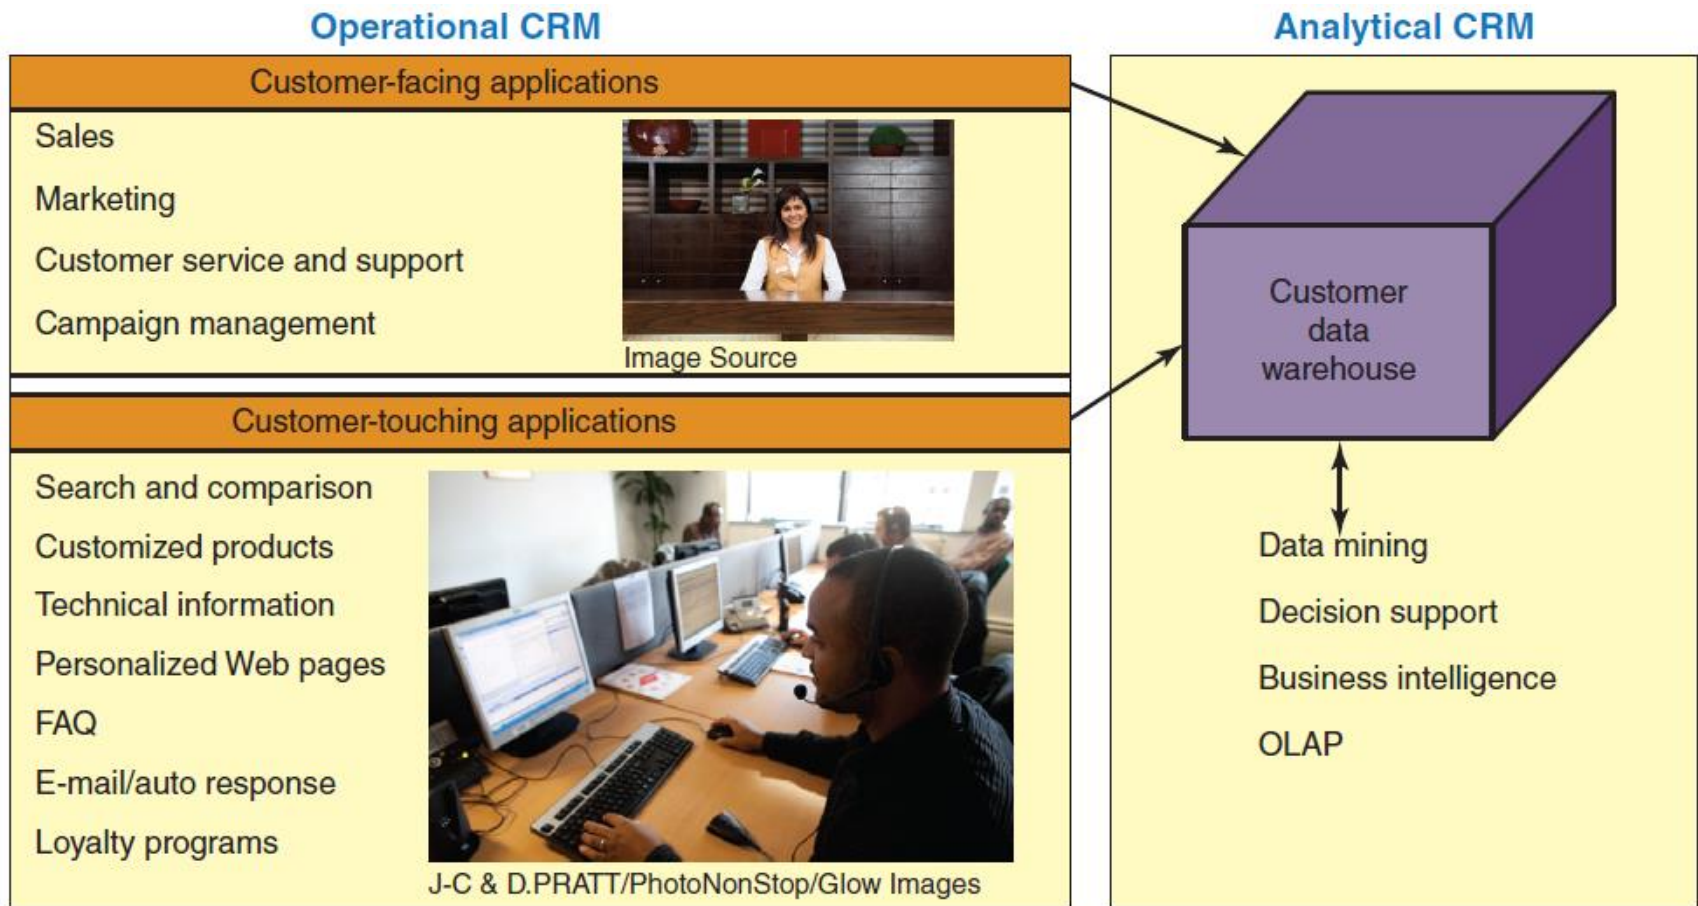 Operational CRM
Customer-facing applications
Sales
Marketing
Customer service and support
Campaign management
Image Source
Customer-touching applications
Search and comparison
Customized products
Technical information
Personalized Web pages
FAQ
E-mail/auto response
Loyalty programs
J-C & D.PRATT/PhotoNonStop/Glow Images
Analytical CRM
Customer
data
warehouse
Data mining
Decision support
Business intelligence
OLAP